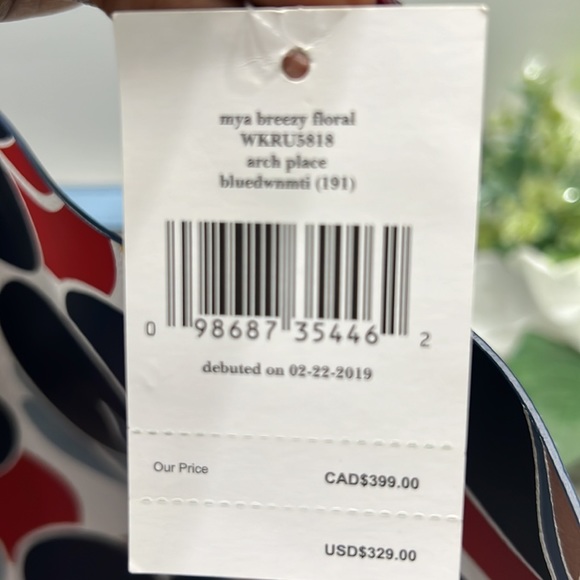 mya breezy floral
WKRU5818
arch place
bluedwnmti (191)
0 98687 35446 2
debuted on 02-22-2019
Our Price CAD$399.00
USD$329.00